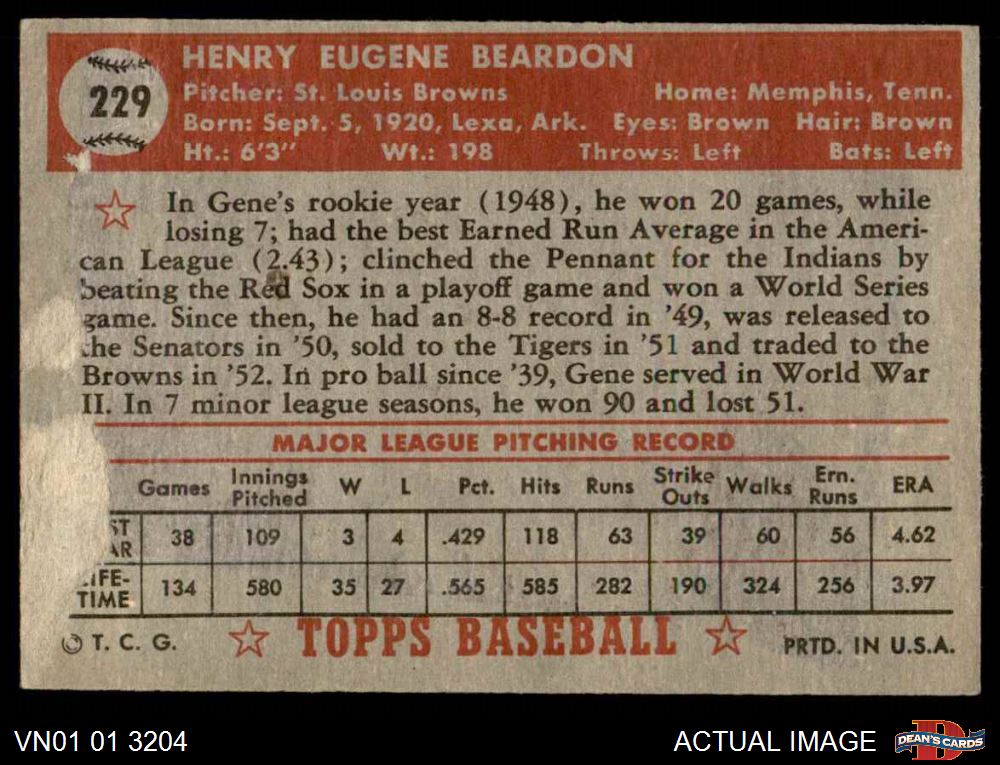 229
HENRY EUGENE BEARDON
Pitcher: St. Louis Browns Home: Memphis, Tenn.
Born: Sept. 5, 1920, Lexa, Ark. Eyes: Brown Hair: Brown
Ht.: 6'3" Wt.: 198 Throws: Left Bats: Left
In Gene's rookie year (1948), he won 20 games, while
losing 7; had the best Earned Run Average in the Ameri-
can League (2.43); clinched the Pennant for the Indians by
beating the Red Sox in a playoff game and won a World Series
game. Since then, he had an 8-8 record in '49, was released to
the Senators in '50, sold to the Tigers in '51 and traded to the
Browns in '52. In pro ball since '39, Gene served in World War
II. In 7 minor league seasons, he won 90 and lost 51.
MAJOR LEAGUE PITCHING RECORD
Games Innings Pitched W L Pct. Hits Runs Strike Outs Walks Ern. Runs ERA
ST AR 38 109 3 4 .429 118 63 39 60 56 4.62
LIFE-TIME 134 580 35 27 .565 585 282 190 324 256 3.97
© T. C. G. TOPPS BASEBALL PRTD. IN U.S.A.
VN01 01 3204 ACTUAL IMAGE DEAN'S CARDS